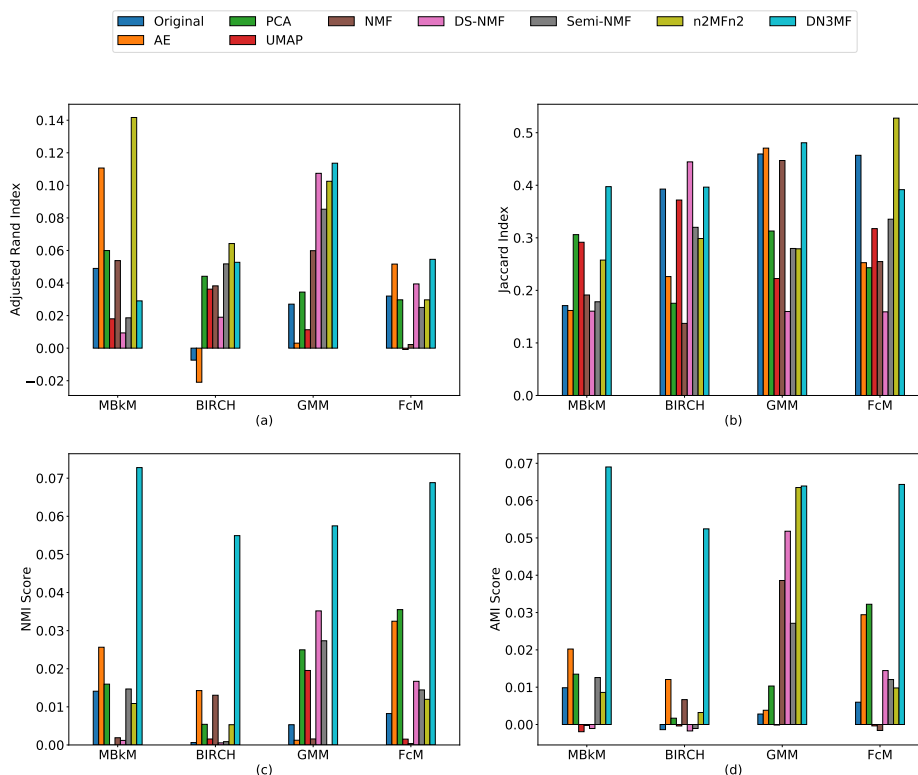 Original PCA NMF DS-NMF Semi-NMF n2MFn2 DN3MF
AE UMAP
Adjusted Rand Index
0.14
0.12
0.10
0.08
0.06
0.04
0.02
0.00
−0.02
MBkM BIRCH GMM FcM
(a)
Jaccard Index
0.5
0.4
0.3
0.2
0.1
0.0
MBkM BIRCH GMM FcM
(b)
NMI Score
0.07
0.06
0.05
0.04
0.03
0.02
0.01
0.00
MBkM BIRCH GMM FcM
(c)
AMI Score
0.07
0.06
0.05
0.04
0.03
0.02
0.01
0.00
MBkM BIRCH GMM FcM
(d)